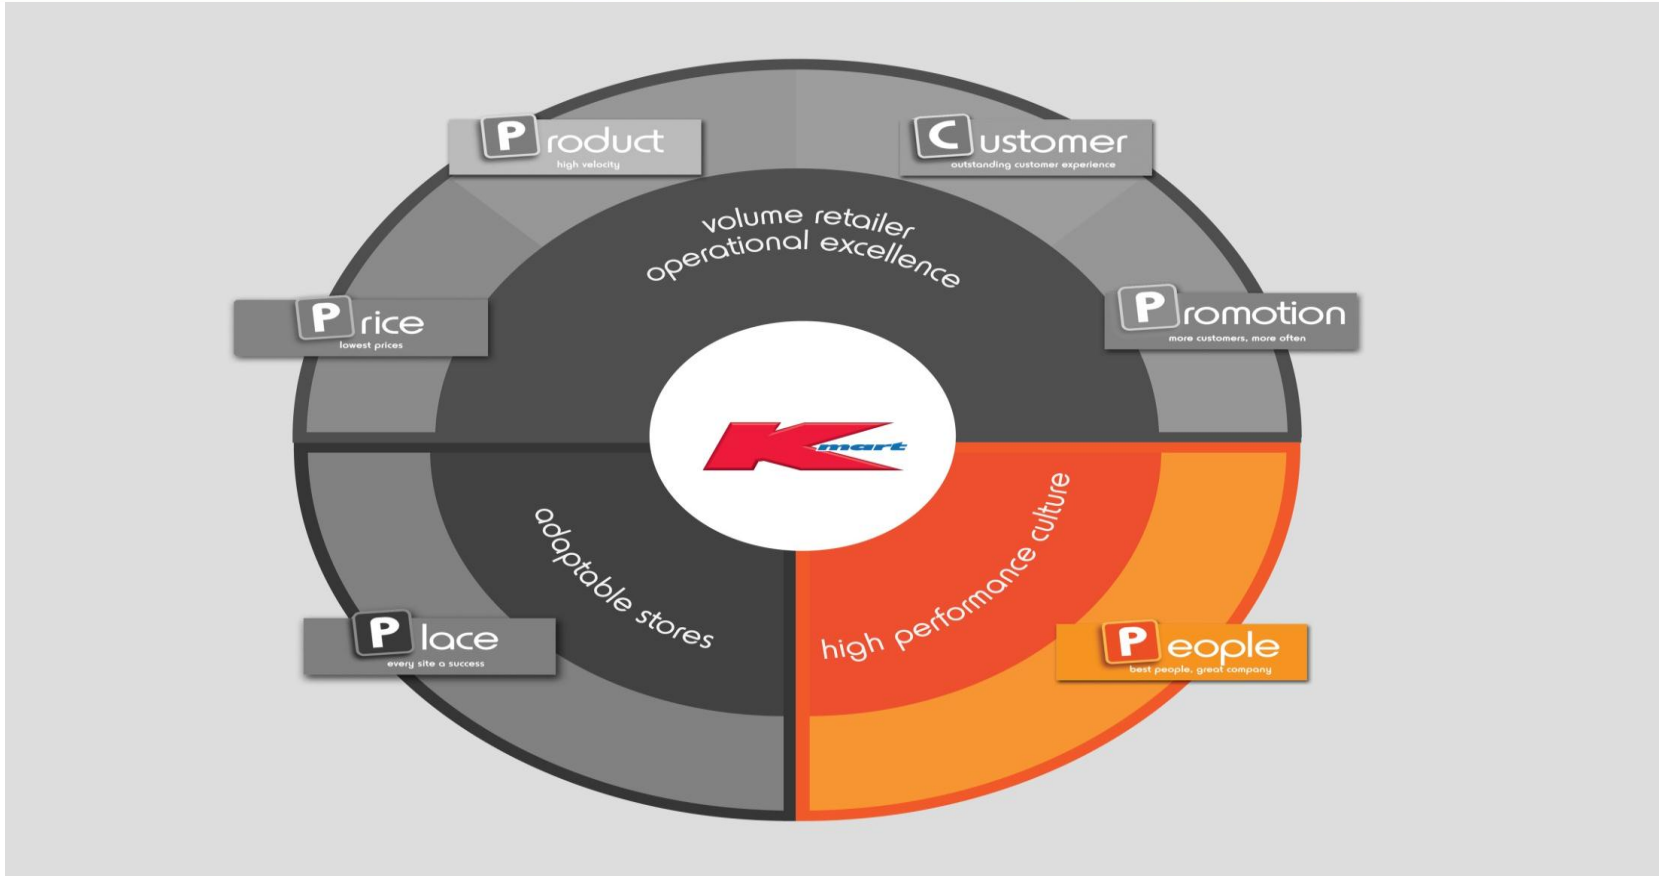 Product
high velocity
Customer
outstanding customer experience
volume retailer
operational excellence
Price
lowest prices
Promotion
more customers, more often
Kmart
adaptable stores
high performance culture
Place
every site a success
People
best people, great company